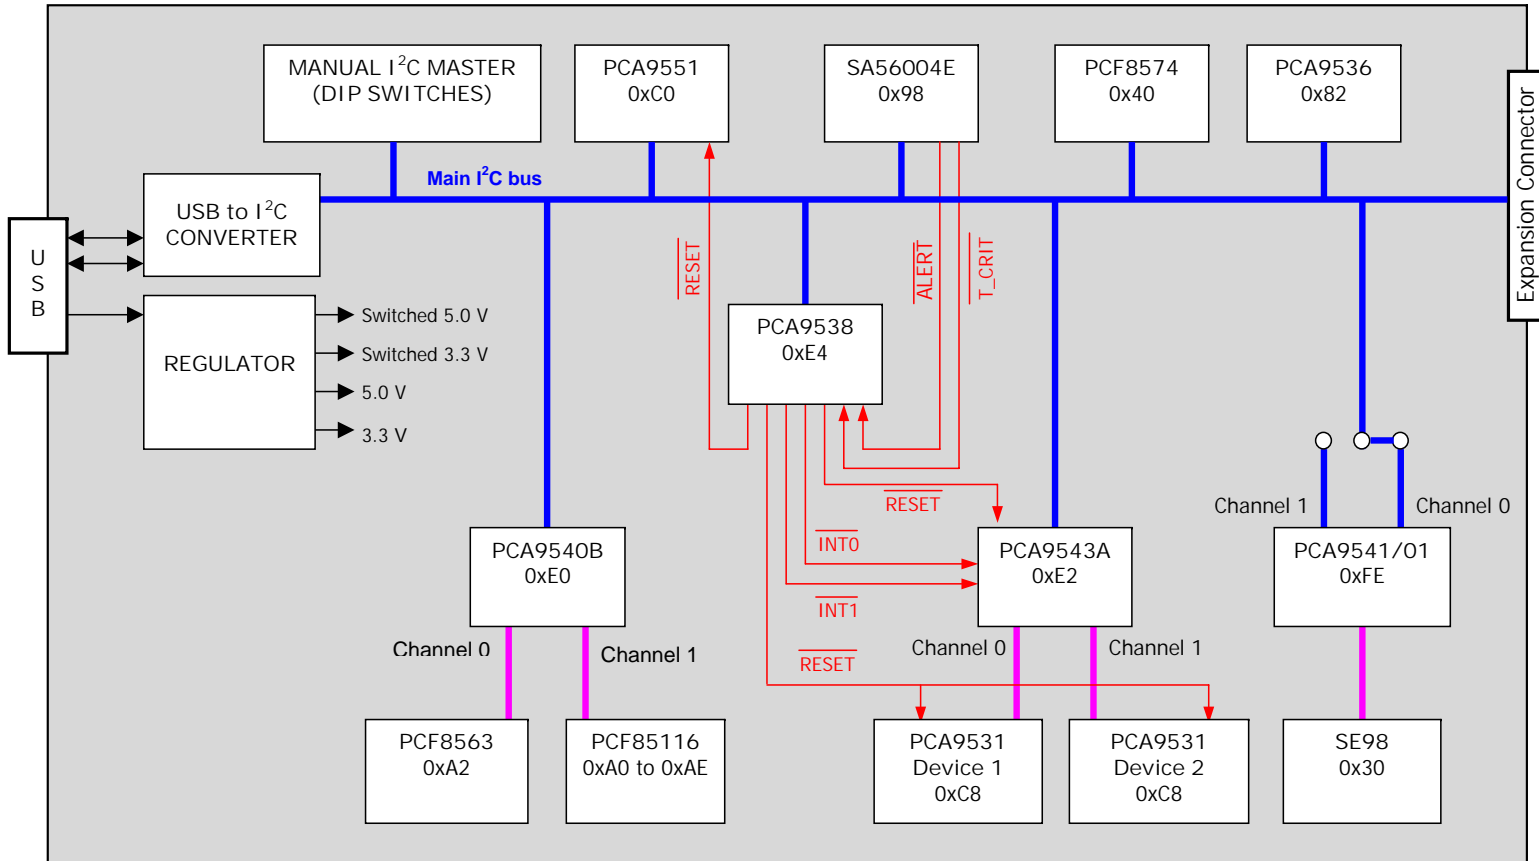 MANUAL I²C MASTER
(DIP SWITCHES)
PCA9551
0xC0
SA56004E
0x98
PCF8574
0x40
PCA9536
0x82
Expansion Connector
Main I²C bus
USB to I²C
CONVERTER
U
S
B
REGULATOR
Switched 5.0 V
Switched 3.3 V
5.0 V
3.3 V
RESET
ALERT
T_CRIT
PCA9538
0xE4
RESET
INT0
INT1
RESET
Channel 1
Channel 0
PCA9540B
0xE0
PCA9543A
0xE2
PCA9541/01
0xFE
Channel 0
Channel 1
Channel 0
Channel 1
PCF8563
0xA2
PCF85116
0xA0 to 0xAE
PCA9531
Device 1
0xC8
PCA9531
Device 2
0xC8
SE98
0x30